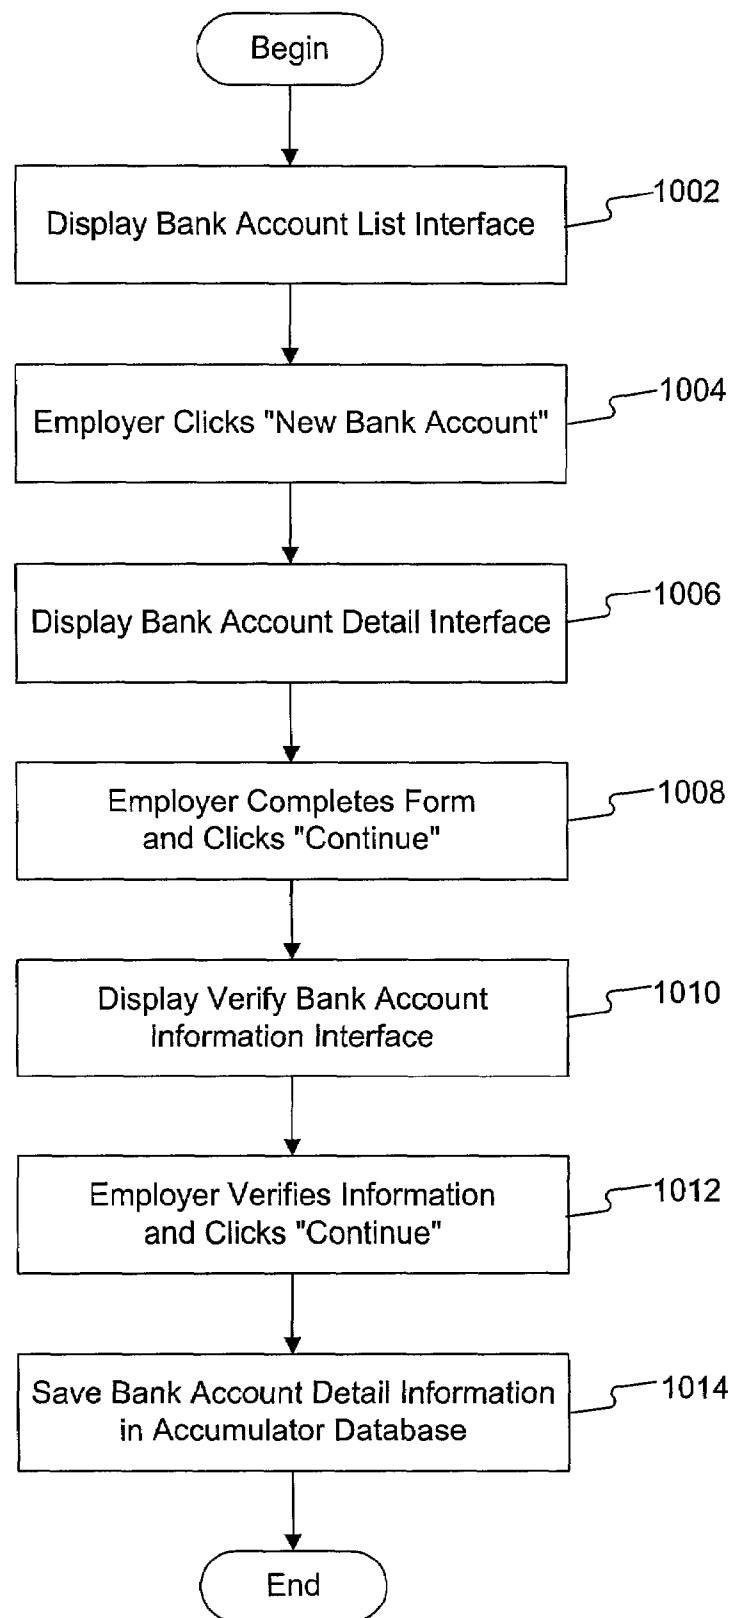 Begin
Display Bank Account List Interface
1002
Employer Clicks "New Bank Account"
1004
Display Bank Account Detail Interface
1006
Employer Completes Form
and Clicks "Continue"
1008
Display Verify Bank Account
Information Interface
1010
Employer Verifies Information
and Clicks "Continue"
1012
Save Bank Account Detail Information
in Accumulator Database
1014
End